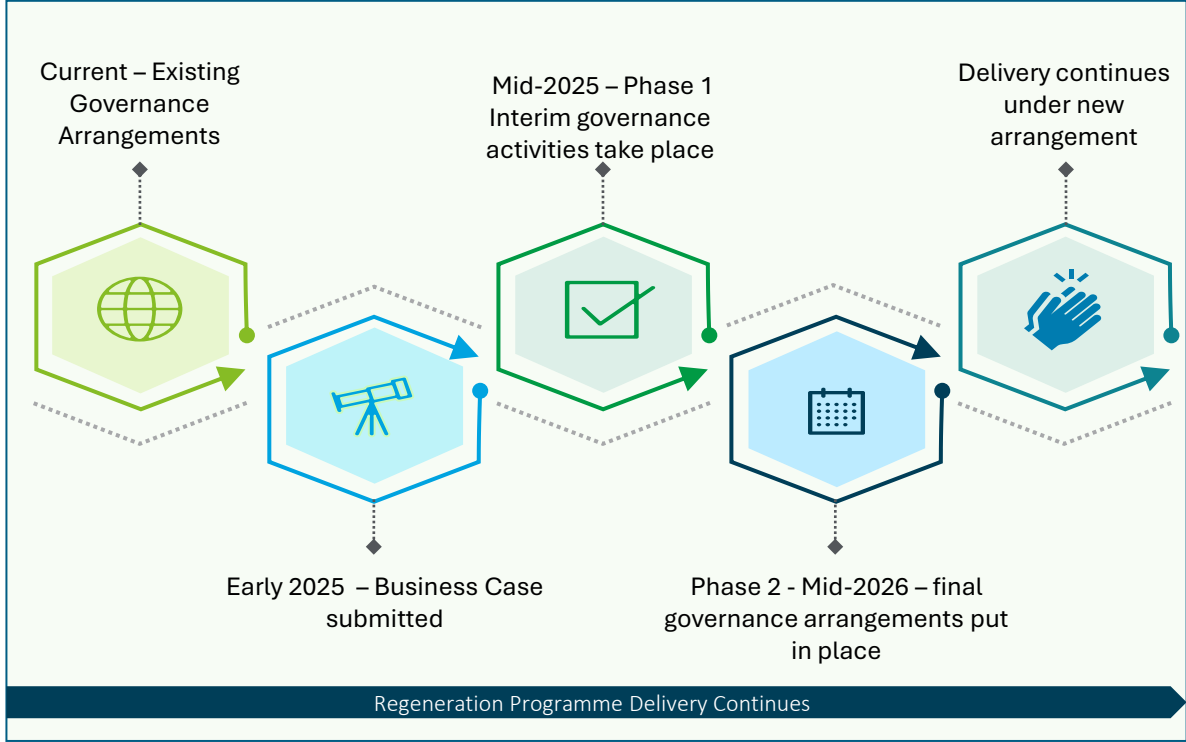 Current – Existing
Governance
Arrangements
Early 2025  – Business Case
submitted
Mid-2025 – Phase 1
Interim governance
activities take place
Phase 2 - Mid-2026 – final
governance arrangements put
in place
Delivery continues
under new
arrangement
Regeneration Programme Delivery Continues